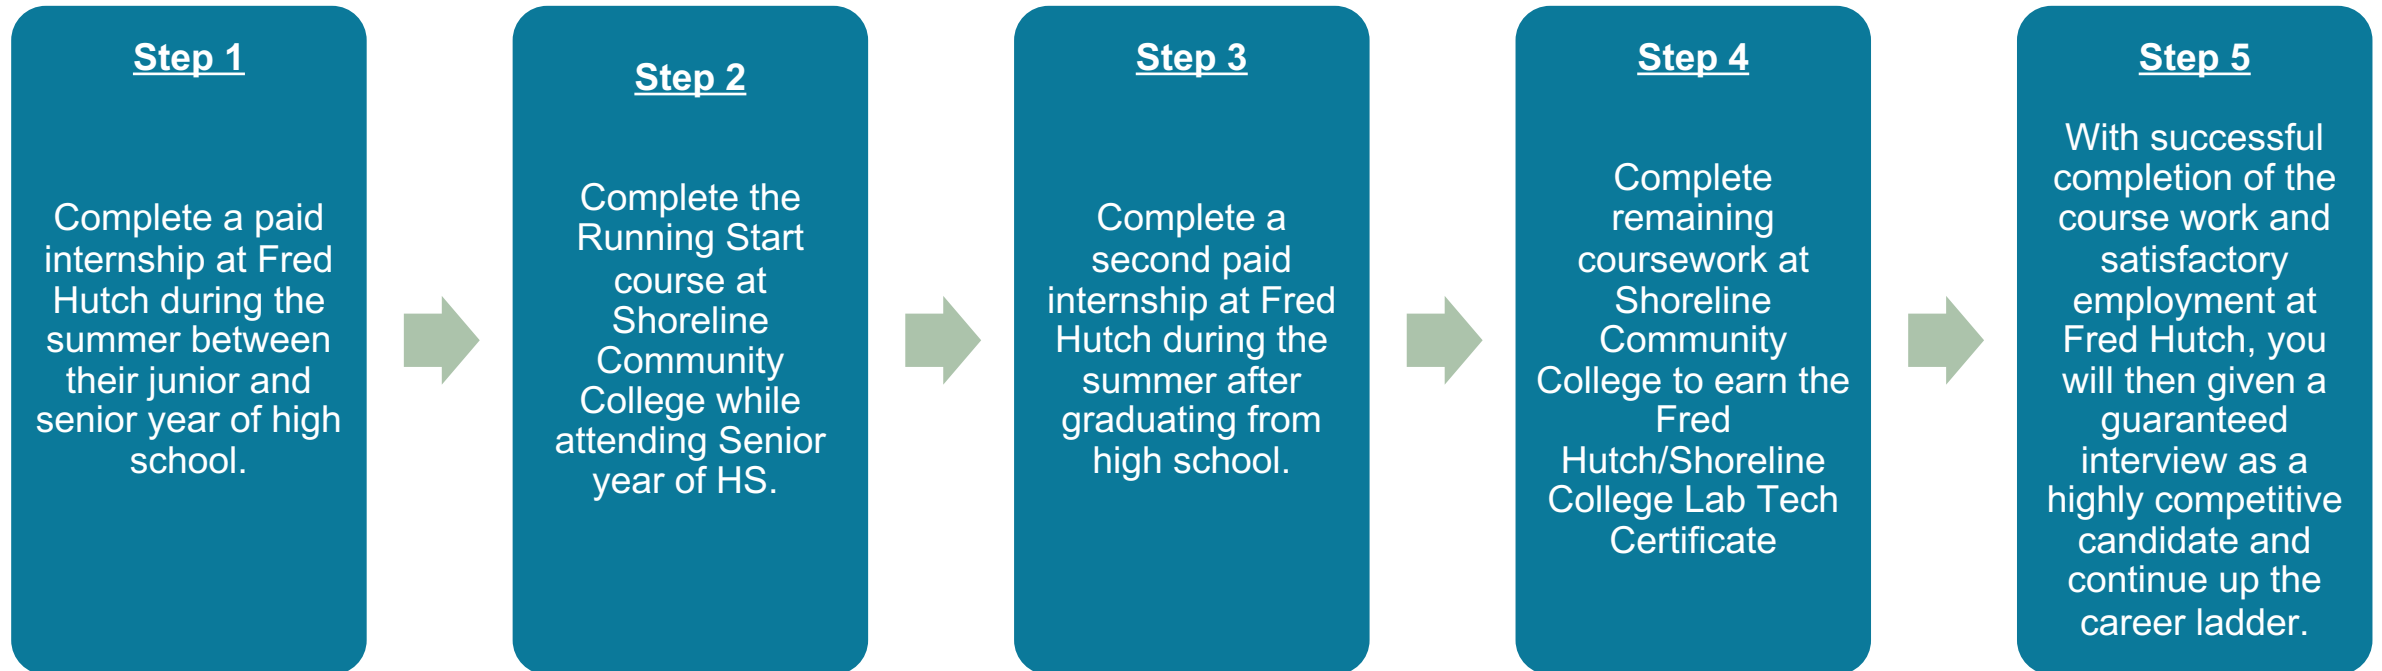 Step 1
Complete a paid
internship at Fred
Hutch during the
summer between
their junior and
senior year of high
school.
Step 2
Complete the
Running Start
course at
Shoreline
Community
College while
attending Senior
year of HS.
Step 3
Complete a
second paid
internship at Fred
Hutch during the
summer after
graduating from
high school.
Step 4
Complete
remaining
coursework at
Shoreline
Community
College to earn the
Fred
Hutch/Shoreline
College Lab Tech
Certificate
Step 5
With successful
completion of the
course work and
satisfactory
employment at
Fred Hutch, you
will then given a
guaranteed
interview as a
highly competitive
candidate and
continue up the
career ladder.